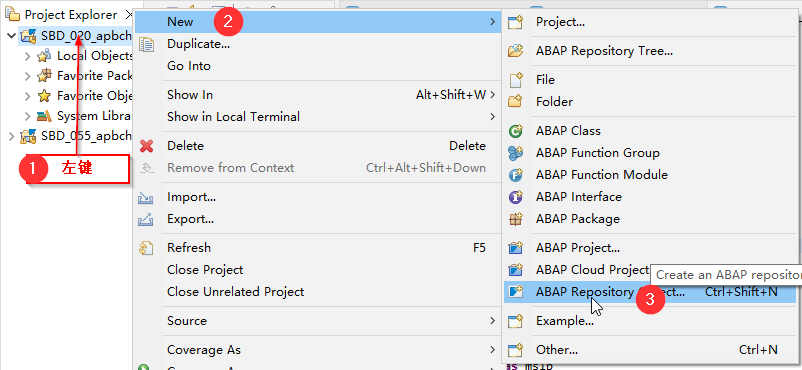 Project Explorer
SBD_020_apbch
Local Objects
Favorite Pack
Favorite Obje
System Libra
SBD_055_apbch
1 左键
New 2
Duplicate...
Go Into
Show In Alt+Shift+W
Show in Local Terminal
Delete Delete
Remove from Context Ctrl+Alt+Shift+Down
Import...
Export...
Refresh F5
Close Project
Close Unrelated Project
Source
Coverage As
Project...
ABAP Repository Tree...
File
Folder
ABAP Class
ABAP Function Group
ABAP Function Module
ABAP Interface
ABAP Package
ABAP Project...
ABAP Cloud Project
Create an ABAP repositor
ABAP Repository 3 ect... Ctrl+Shift+N
Example...
Other... Ctrl+N